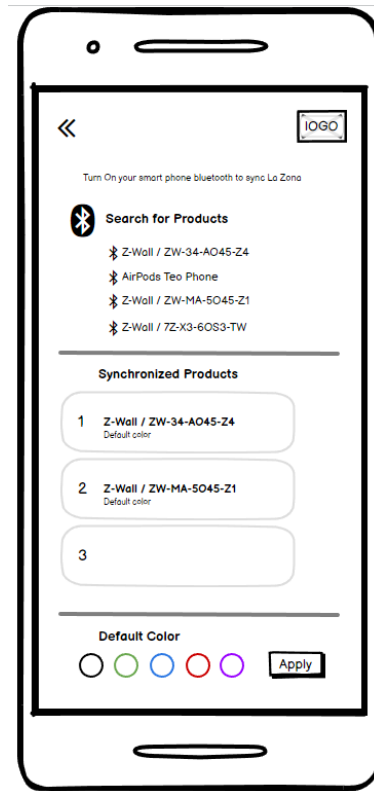 IOGO
Turn On your smart phone bluetooth to sync La Zona
Search for Products
Z-Wall / ZW-34-AO45-Z4
AirPods Teo Phone
Z-Wall / ZW-MA-5O45-Z1
Z-Wall / 7Z-X3-6OS3-TW
Synchronized Products
1 Z-Wall / ZW-34-AO45-Z4
Default color
2 Z-Wall / ZW-MA-5O45-Z1
Default color
3
Default Color
Apply